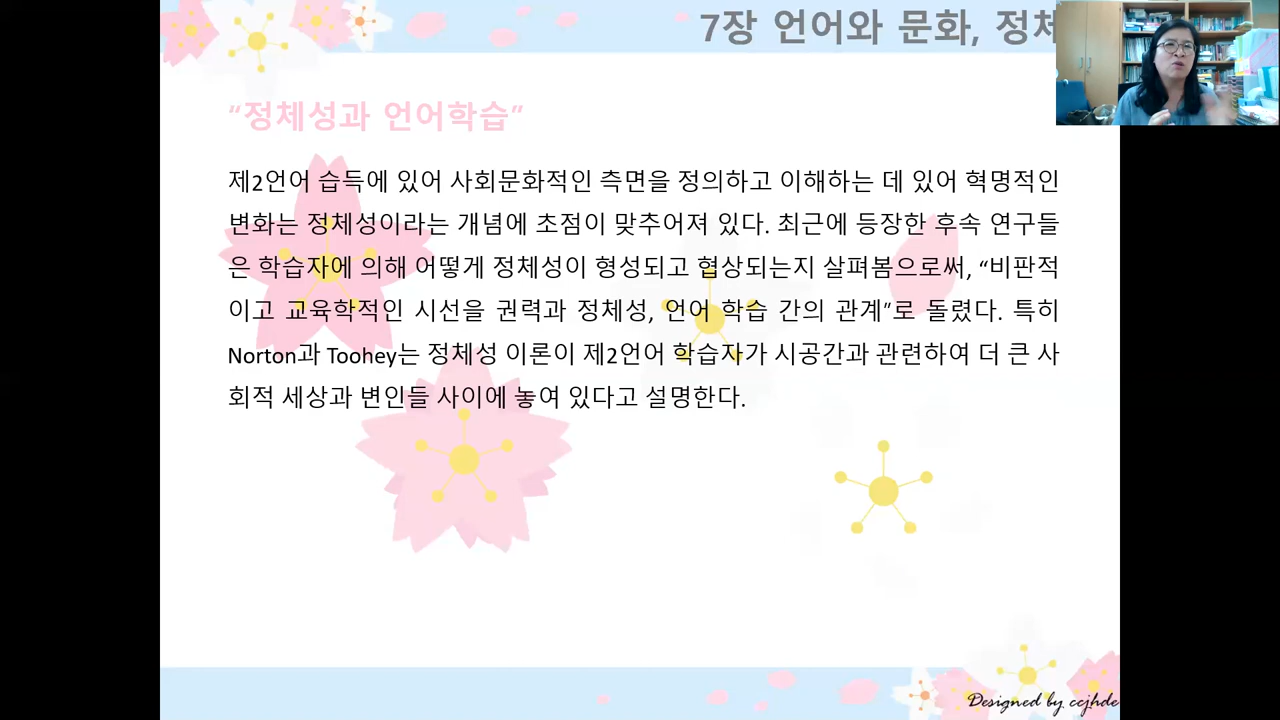 7장 언어와 문화, 정체
“정체성과 언어학습”
제2언어 습득에 있어 사회문화적인 측면을 정의하고 이해하는 데 있어 혁명적인
변화는 정체성이라는 개념에 초점이 맞추어져 있다. 최근에 등장한 후속 연구들
은 학습자에 의해 어떻게 정체성이 형성되고 협상되는지 살펴봄으로써, “비판적
이고 교육학적인 시선을 권력과 정체성, 언어 학습 간의 관계”로 돌렸다. 특히
Norton과 Toohey는 정체성 이론이 제2언어 학습자가 시공간과 관련하여 더 큰 사
회적 세상과 변인들 사이에 놓여 있다고 설명한다.
Designed by ccjhde